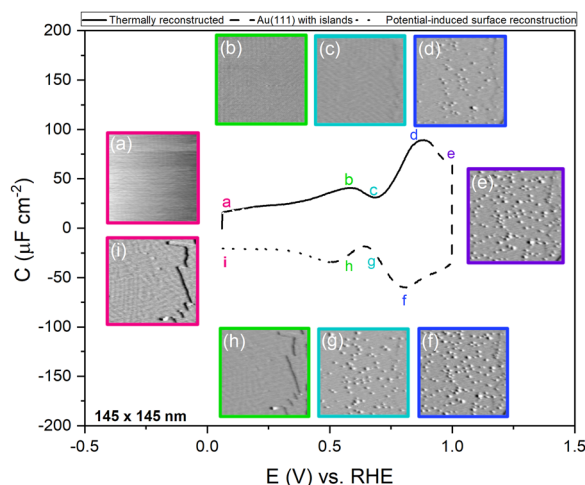 Thermally reconstructed Au(111) with islands Potential-induced surface reconstruction
200
150
100
50
0
-50
-100
-150
-200
C (µF cm-2)
(a)
(b)
(c)
(d)
(e)
(i)
(h)
(g)
(f)
a
b
c
d
e
i
h
g
f
145 x 145 nm
-0.5 0.0 0.5 1.0 1.5
E (V) vs. RHE